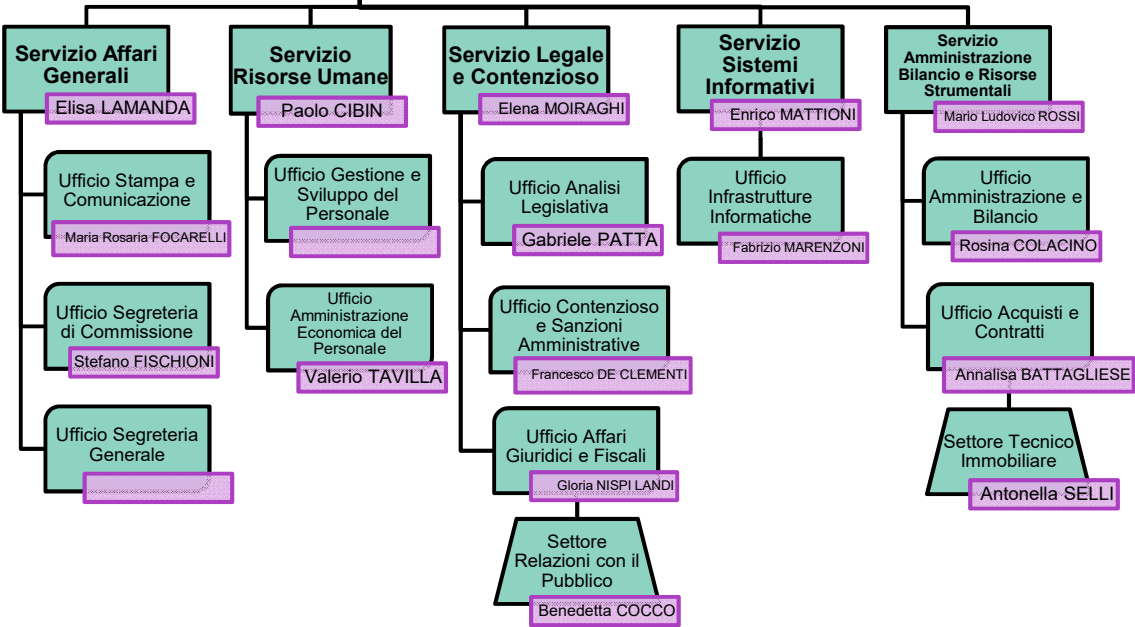 Servizio Affari
Generali
Elisa LAMANDA
Ufficio Stampa e
Comunicazione
Maria Rosaria FOCARELLI
Ufficio Segreteria
di Commissione
Stefano FISCHIONI
Ufficio Segreteria
Generale
Servizio
Risorse Umane
Paolo CIBIN
Ufficio Gestione e
Sviluppo del
Personale
Ufficio
Amministrazione
Economica del
Personale
Valerio TAVILLA
Servizio Legale
e Contenzioso
Elena MOIRAGHI
Ufficio Analisi
Legislativa
Gabriele PATTA
Ufficio Contenzioso
e Sanzioni
Amministrative
Francesco DE CLEMENTI
Ufficio Affari
Giuridici e Fiscali
Gloria NISPI LANDI
Settore
Relazioni con il
Pubblico
Benedetta COCCO
Servizio
Sistemi
Informativi
Enrico MATTIONI
Ufficio
Infrastrutture
Informatiche
Fabrizio MARENZONI
Servizio
Amministrazione
Bilancio e Risorse
Strumentali
Mario Ludovico ROSSI
Ufficio
Amministrazione e
Bilancio
Rosina COLACINO
Ufficio Acquisti e
Contratti
Annalisa BATTAGLIESE
Settore Tecnico
Immobiliare
Antonella SELLI